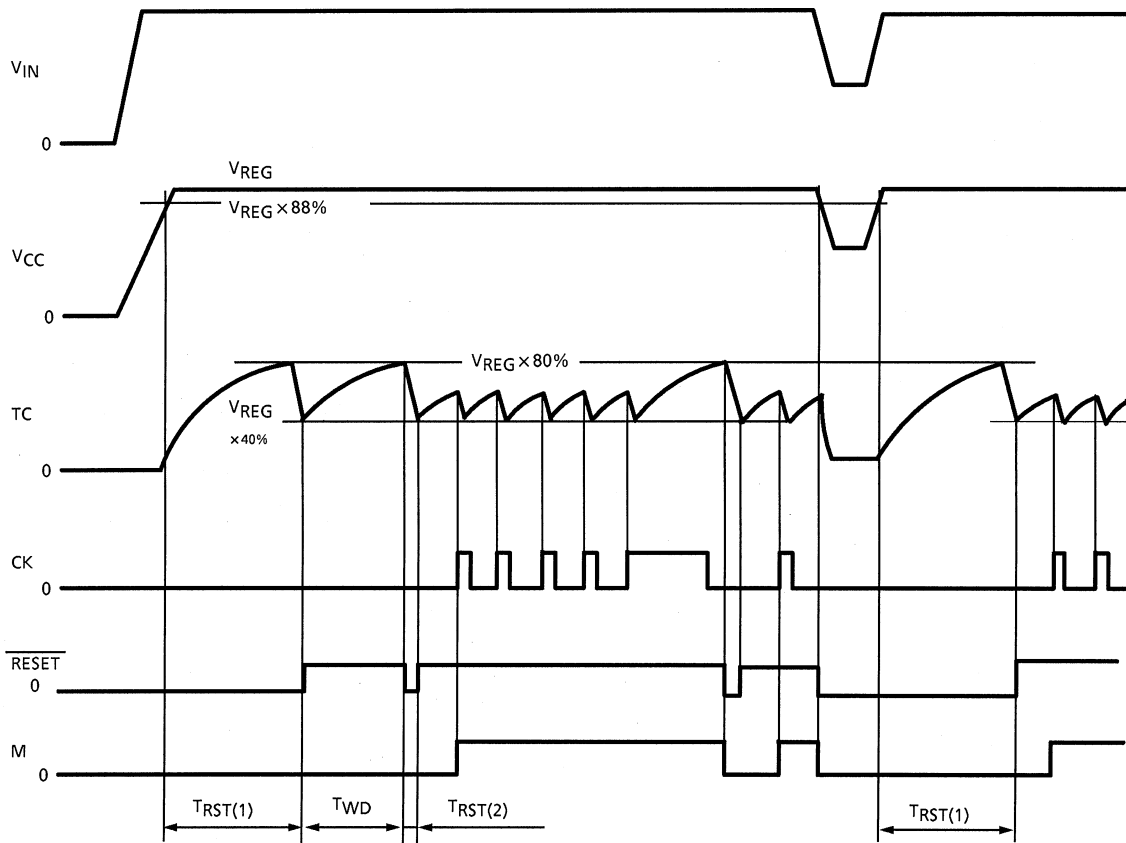 VIN
0
VREG
VREG×88%
VCC
0
VREG×80%
TC
VREG
×40%
0
CK
0
RESET
0
M
0
TRST(1)
TWD
TRST(2)
TRST(1)